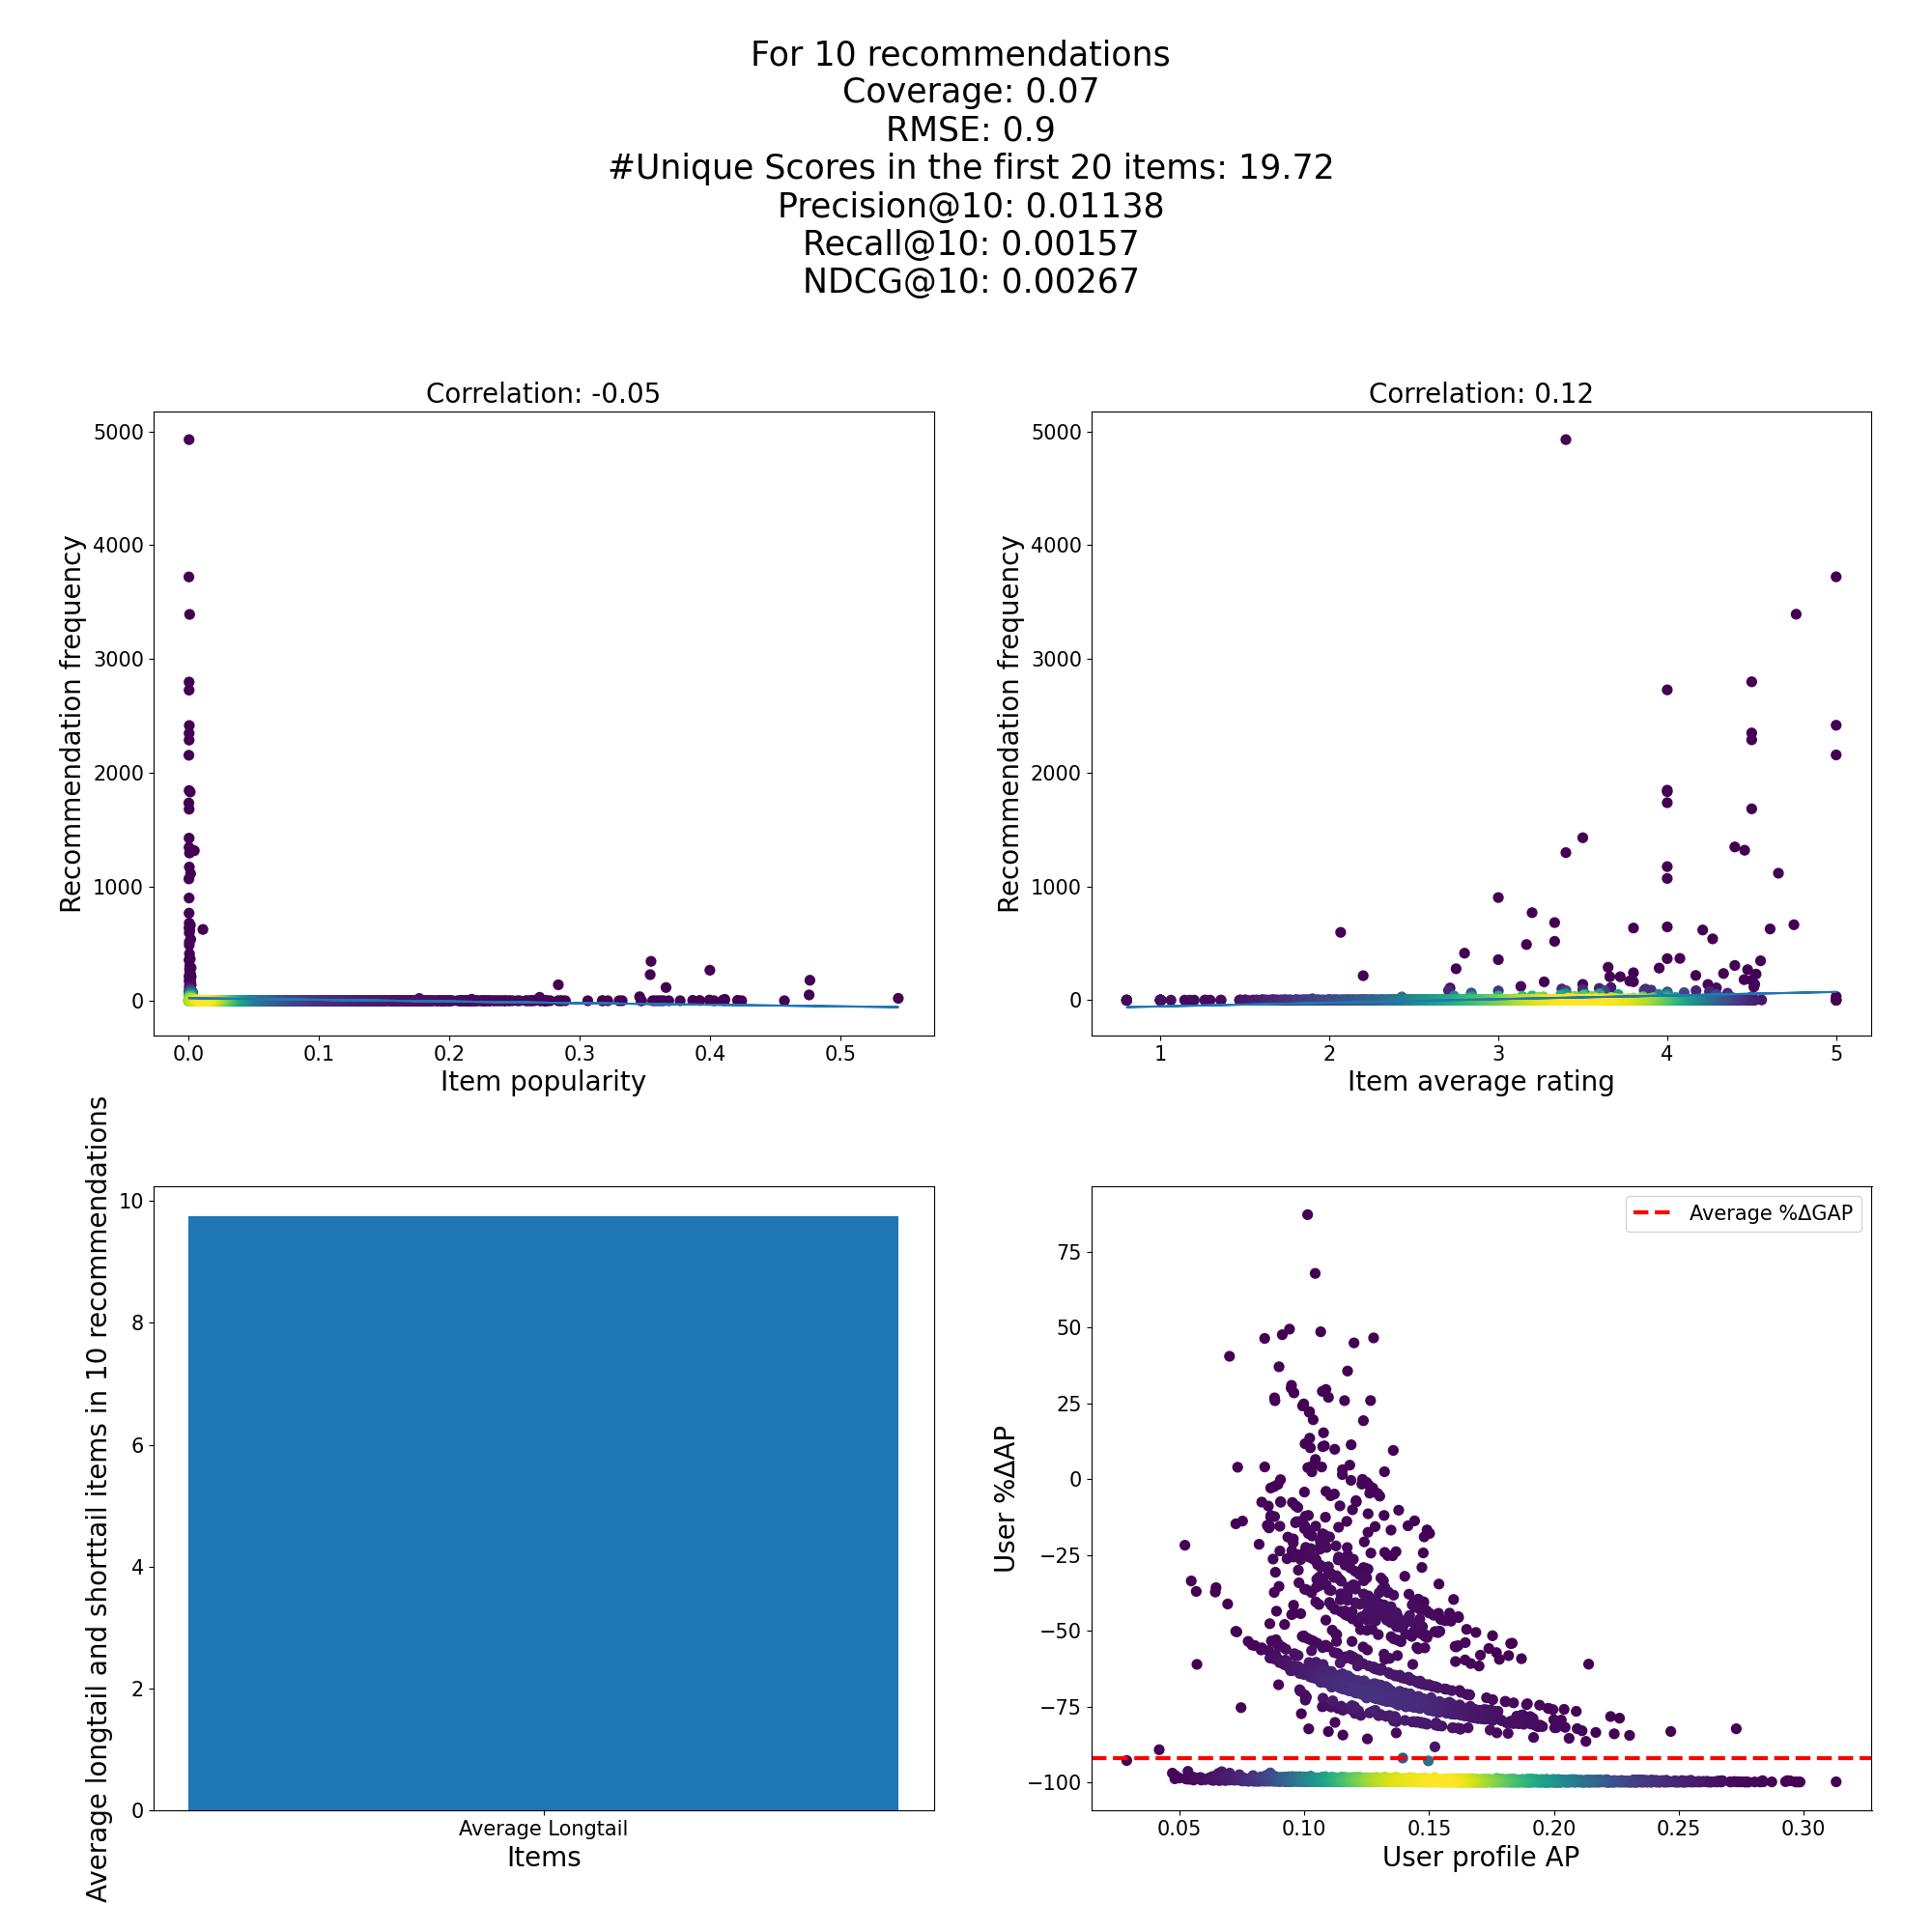 For 10 recommendations
Coverage: 0.07
RMSE: 0.9
#Unique Scores in the first 20 items: 19.72
Precision@10: 0.01138
Recall@10: 0.00157
NDCG@10: 0.00267
Correlation: -0.05
5000
4000
3000
2000
1000
0
Recommendation frequency
0.0 0.1 0.2 0.3 0.4 0.5
Item popularity
Correlation: 0.12
5000
4000
3000
2000
1000
0
Recommendation frequency
1 2 3 4 5
Item average rating
10
8
6
4
2
0
Average longtail and shorttail items in 10 recommendations
Average Longtail
Items
Average %ΔGAP
75
50
25
0
−25
−50
−75
−100
User %ΔAP
0.05 0.10 0.15 0.20 0.25 0.30
User profile AP